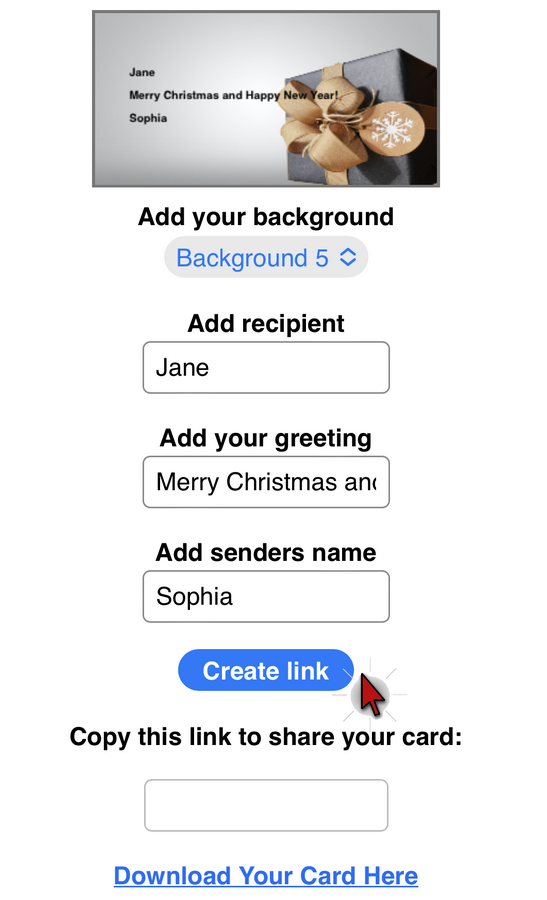 Jane
Merry Christmas and Happy New Year!
Sophia
Add your background
Background 5
Add recipient
Jane
Add your greeting
Merry Christmas and
Add senders name
Sophia
Create link
Copy this link to share your card:
Download Your Card Here